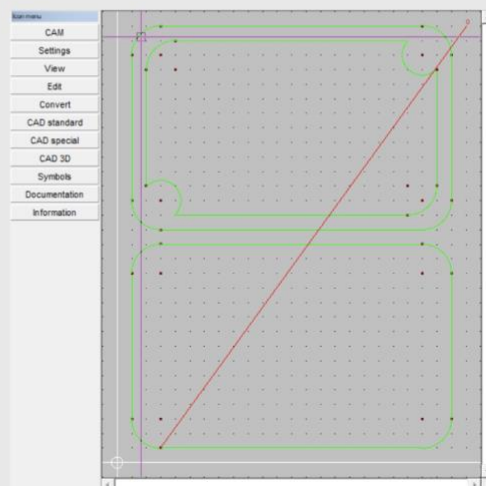 Icon menu
CAM
Settings
View
Edit
Convert
CAD standard
CAD special
CAD 3D
Symbols
Documentation
Information